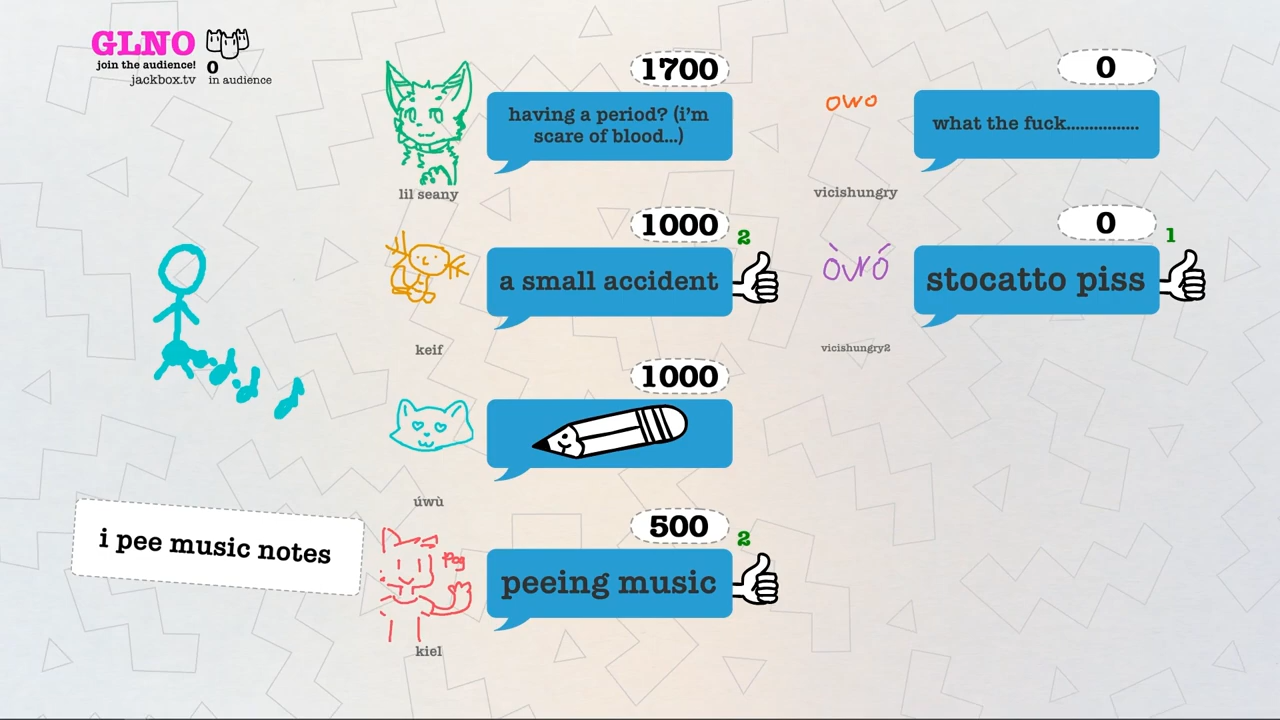 GLNO
join the audience!
jackbox.tv
0
in audience
1700
having a period? (i'm
scare of blood...)
lil seany
1000
2
a small accident
keif
1000
úwù
500
2
Pog
peeing music
kiel
0
owo
what the fuck................
vicishungry
0
1
òwó
stocatto piss
vicishungry2
i pee music notes